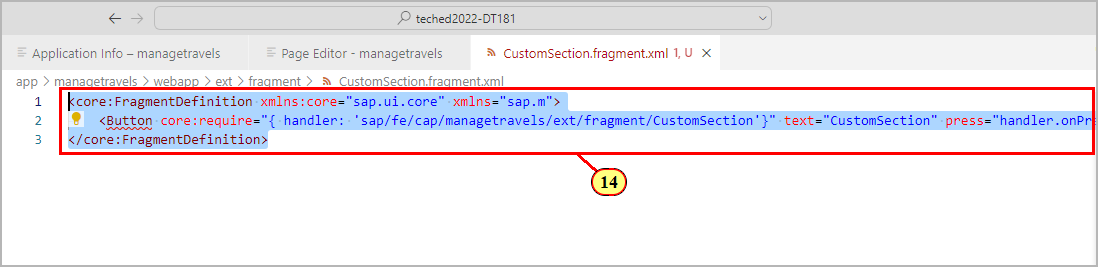 teched2022-DT181
Application Info – managetravels Page Editor - managetravels CustomSection.fragment.xml 1, U
app > managetravels > webapp > ext > fragment > CustomSection.fragment.xml
1 <core:FragmentDefinition xmlns:core="sap.ui.core" xmlns="sap.m">
2 <Button core:require="{ handler: 'sap/fe/cap/managetravels/ext/fragment/CustomSection'}" text="CustomSection" press="handler.onPr
3 </core:FragmentDefinition>
14